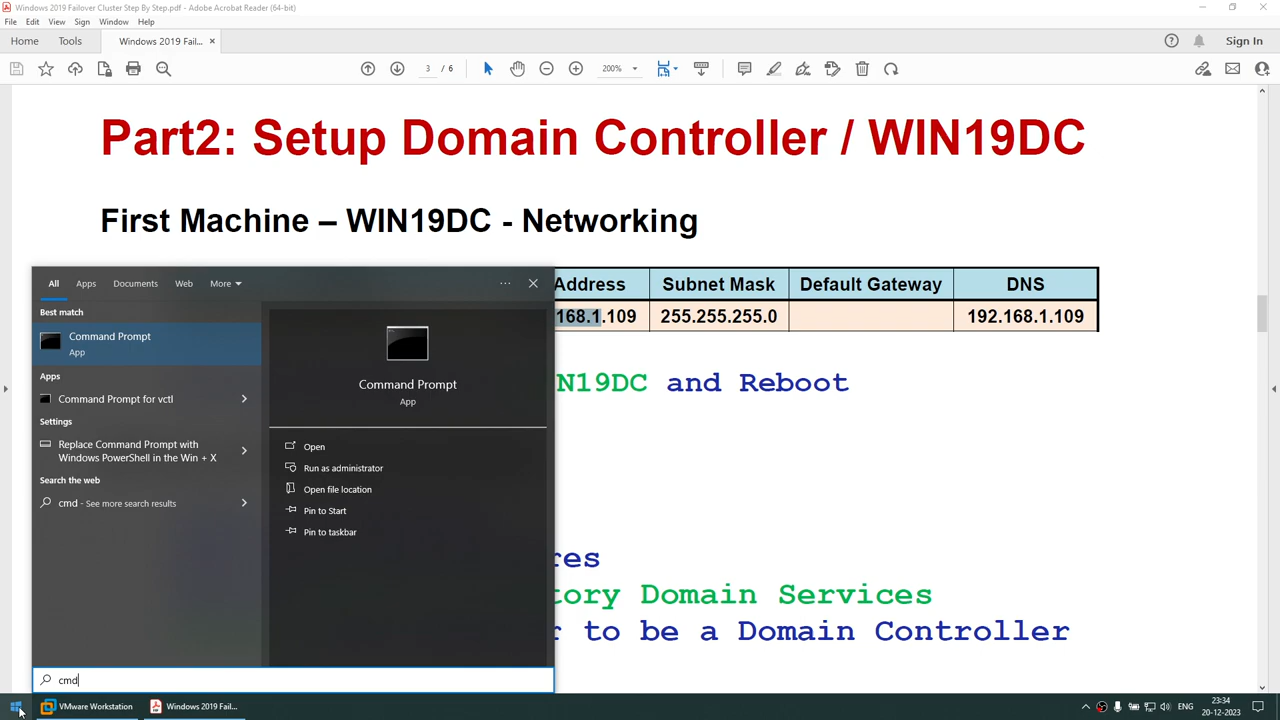 Windows 2019 Failover Cluster Step By Step.pdf - Adobe Acrobat Reader (64-bit)
File Edit View Sign Window Help
Home Tools Windows 2019 Fail... Sign In
3 / 6 200%
Part2: Setup Domain Controller / WIN19DC
First Machine – WIN19DC - Networking
Address Subnet Mask Default Gateway DNS
168.1.109 255.255.255.0 192.168.1.109
N19DC and Reboot
res
tory Domain Services
r to be a Domain Controller
All Apps Documents Web More
Best match
Command Prompt
App
Apps
Command Prompt for vctl
Settings
Replace Command Prompt with
Windows PowerShell in the Win + X
Search the web
cmd - See more search results
Command Prompt
App
Open
Run as administrator
Open file location
Pin to Start
Pin to taskbar
cmd
VMware Workstation Windows 2019 Fail... ENG 23:34
20-12-2023